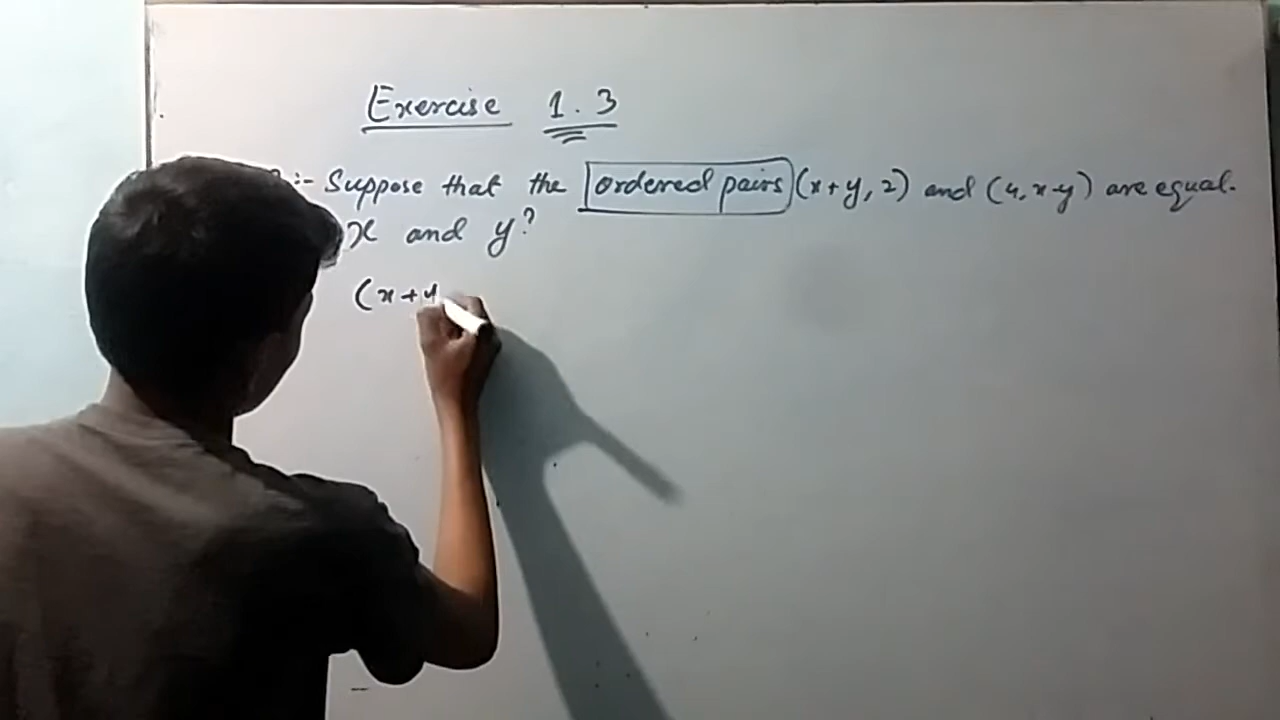 Exercise 1.3
:- Suppose that the ordered pairs (x+y, 2) and (4, x-y) are equal.
x and y?
(x+y